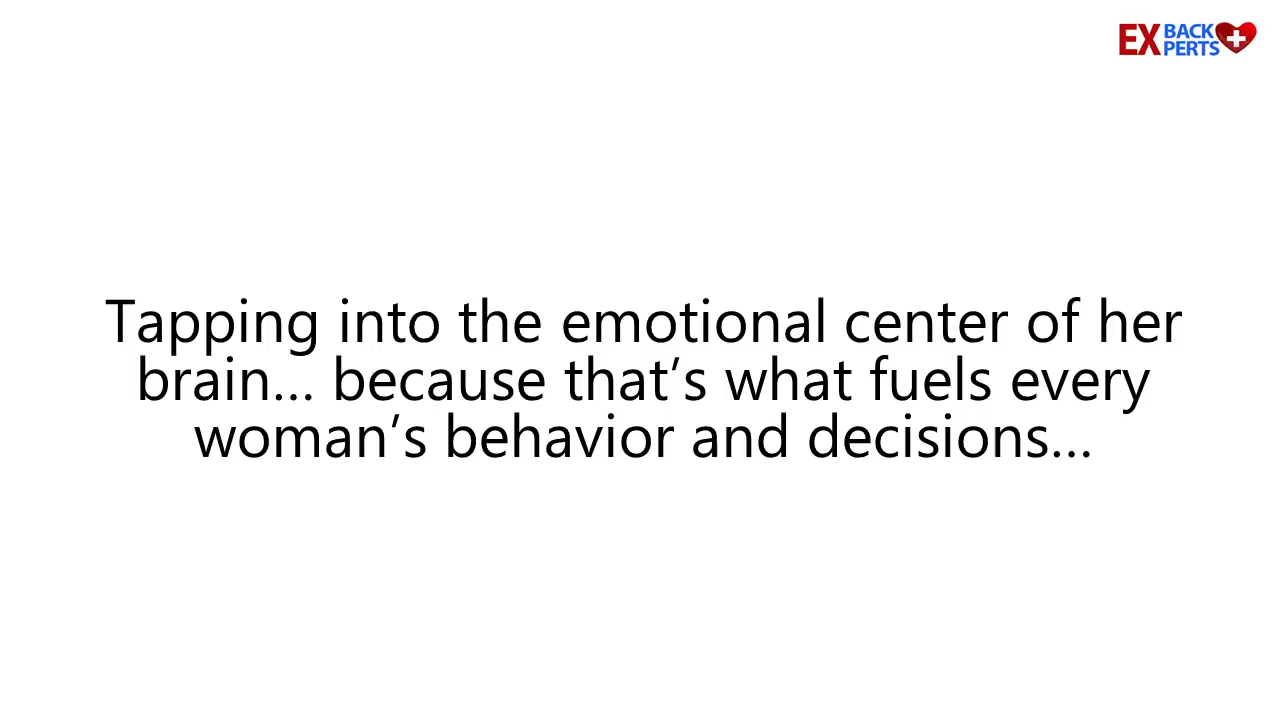 EX BACK
PERTS
Tapping into the emotional center of her
brain... because that’s what fuels every
woman’s behavior and decisions...